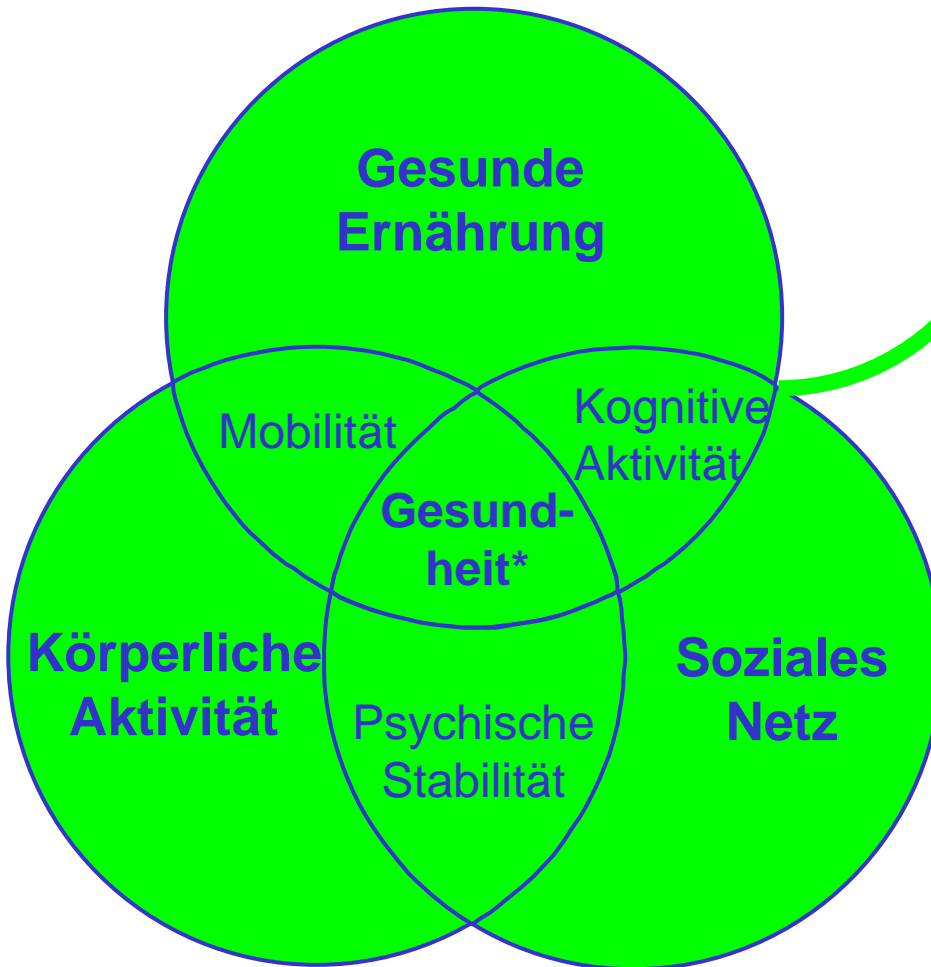 Gesunde
Ernährung
Mobilität
Kognitive
Aktivität
Gesund-
heit*
Körperliche
Aktivität
Soziales
Netz
Psychische
Stabilität